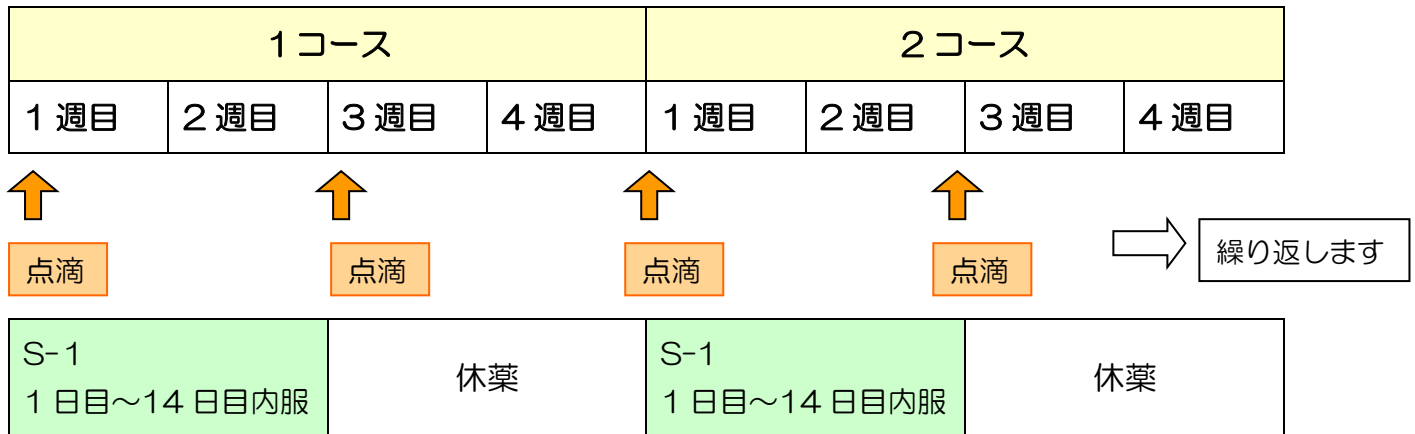 １コース ２コース
１週目 ２週目 ３週目 ４週目 １週目 ２週目 ３週目 ４週目
点滴 点滴 点滴 点滴 繰り返します
S-1 休薬 S-1 休薬
１日目～14日目内服 １日目～14日目内服